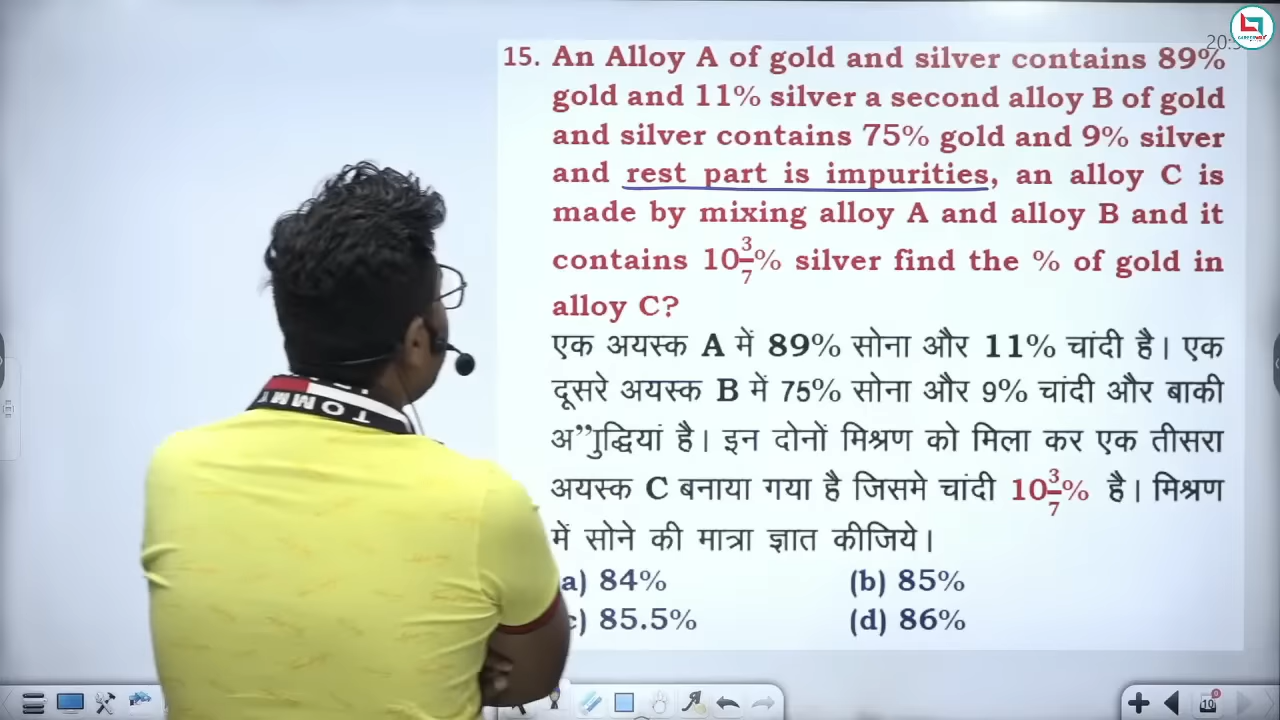 15. An Alloy A of gold and silver contains 89%
gold and 11% silver a second alloy B of gold
and silver contains 75% gold and 9% silver
and rest part is impurities, an alloy C is
made by mixing alloy A and alloy B and it
contains 10 3/7% silver find the % of gold in
alloy C?
एक अयस्क A में 89% सोना और 11% चांदी है। एक
दूसरे अयस्क B में 75% सोना और 9% चांदी और बाकी
अ”ाुद्धियां है। इन दोनों मिश्रण को मिला कर एक तीसरा
अयस्क C बनाया गया है जिसमे चांदी 10 3/7% है। मिश्रण
में सोने की मात्रा ज्ञात कीजिये।
a) 84% (b) 85%
c) 85.5% (d) 86%
TOMMY